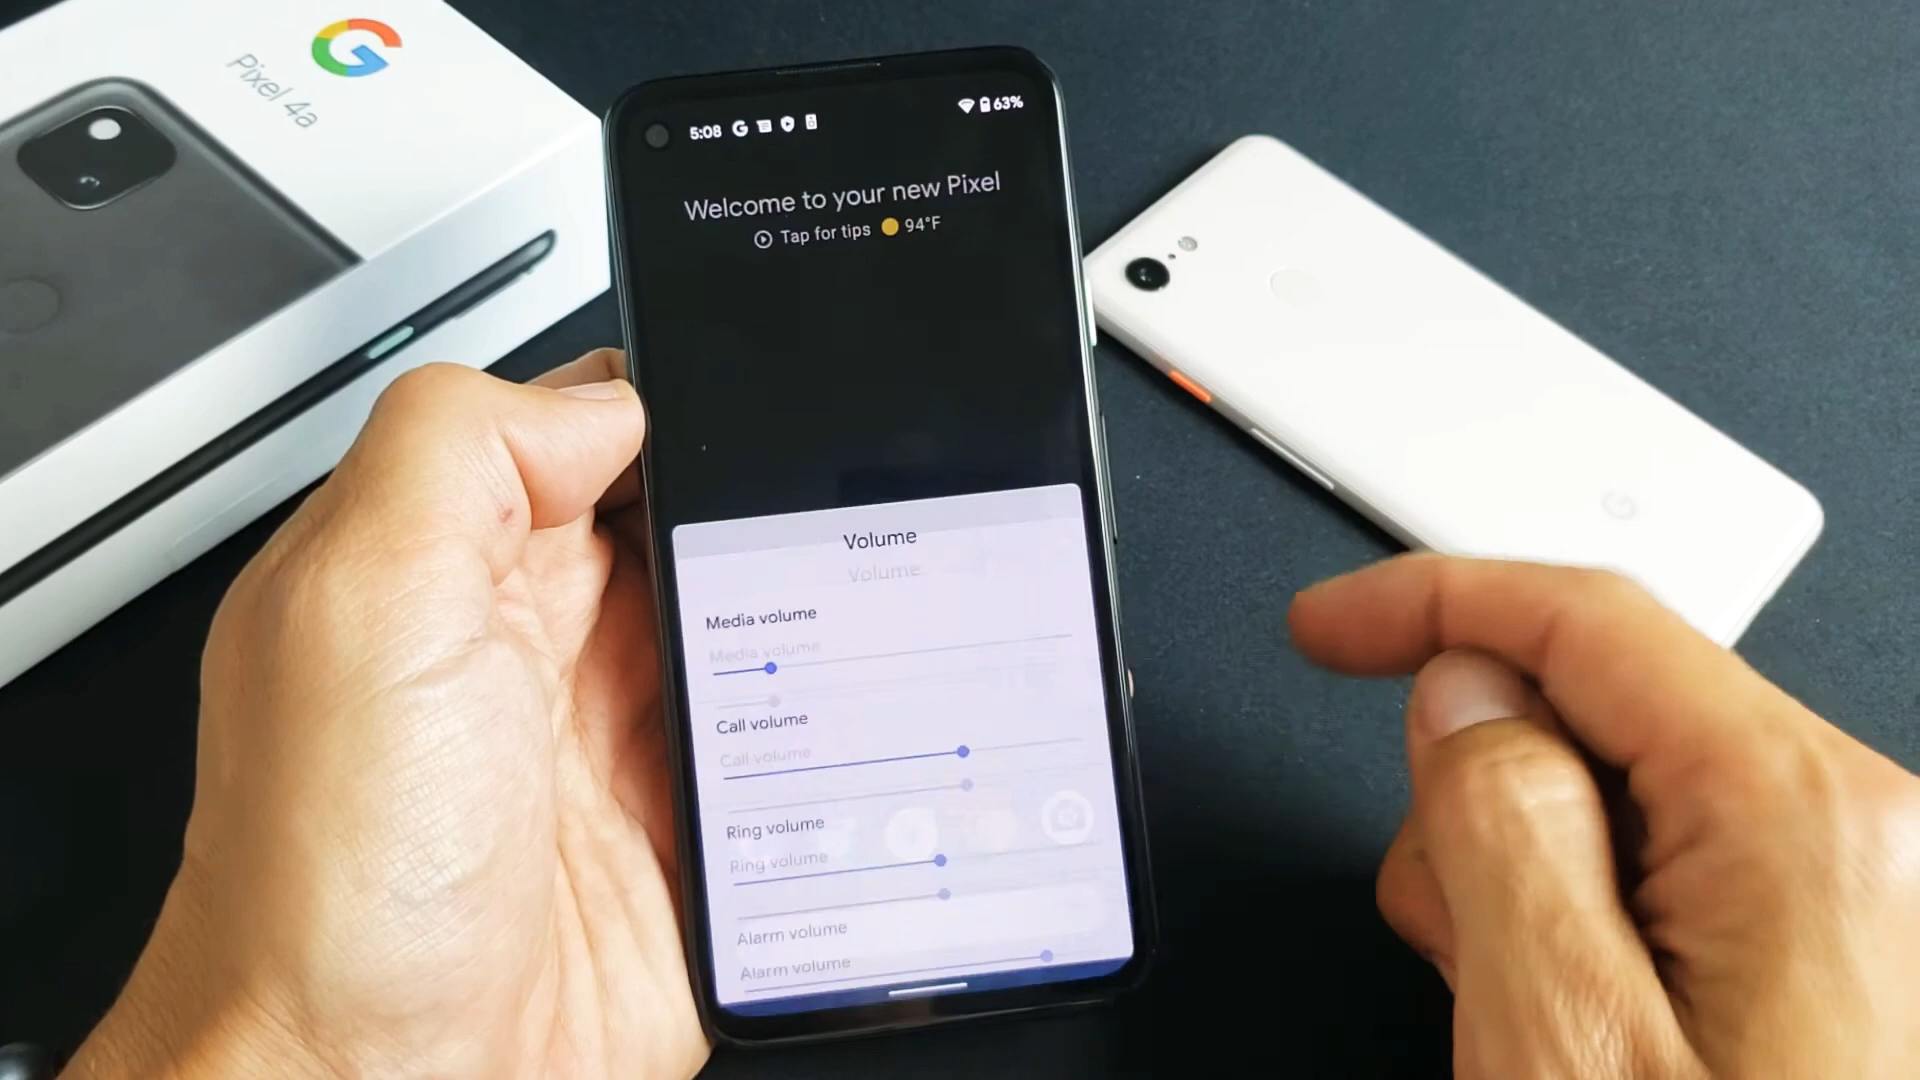 Pixel 4a
5:08
63%
Welcome to your new Pixel
Tap for tips 94°F
Volume
Volume
Media volume
Media volume
Call volume
Call volume
Ring volume
Ring volume
Alarm volume
Alarm volume